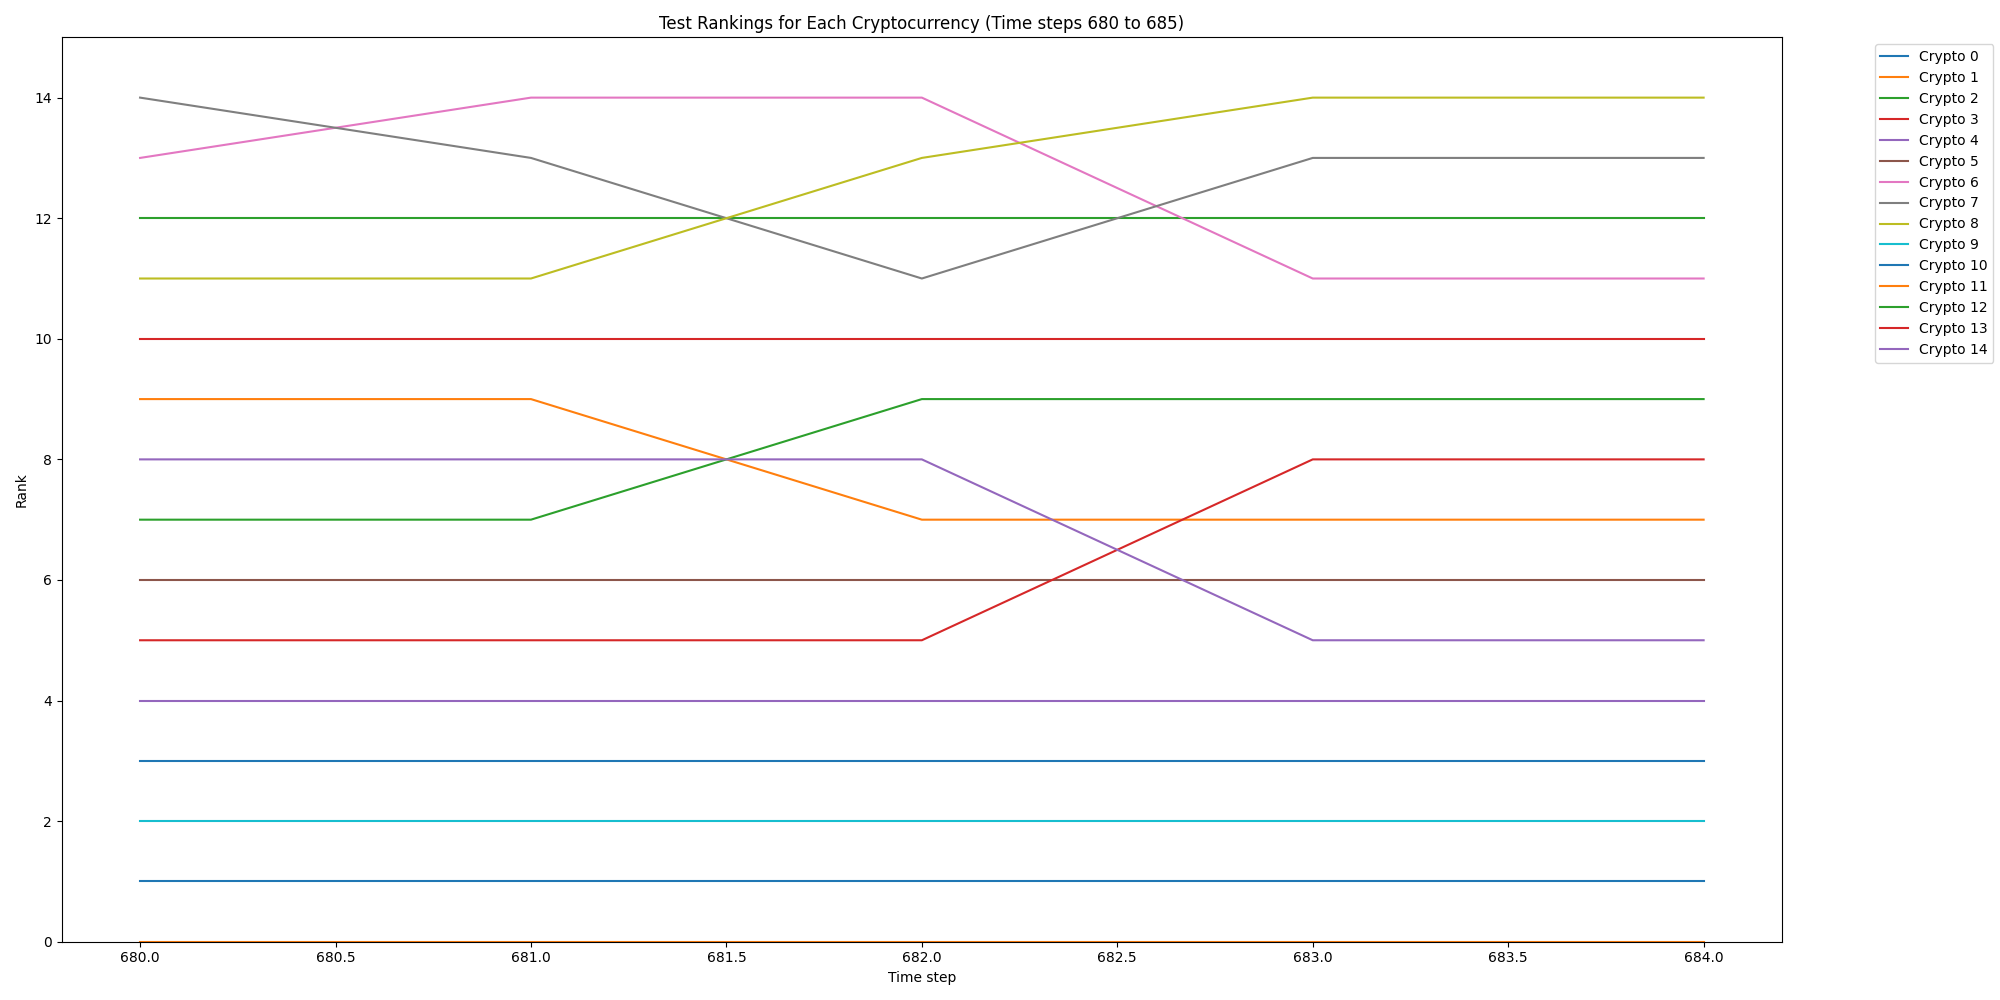 Test Rankings for Each Cryptocurrency (Time steps 680 to 685)
Rank
14
12
10
8
6
4
2
0
680.0 680.5 681.0 681.5 682.0 682.5 683.0 683.5 684.0
Time step
Crypto 0
Crypto 1
Crypto 2
Crypto 3
Crypto 4
Crypto 5
Crypto 6
Crypto 7
Crypto 8
Crypto 9
Crypto 10
Crypto 11
Crypto 12
Crypto 13
Crypto 14